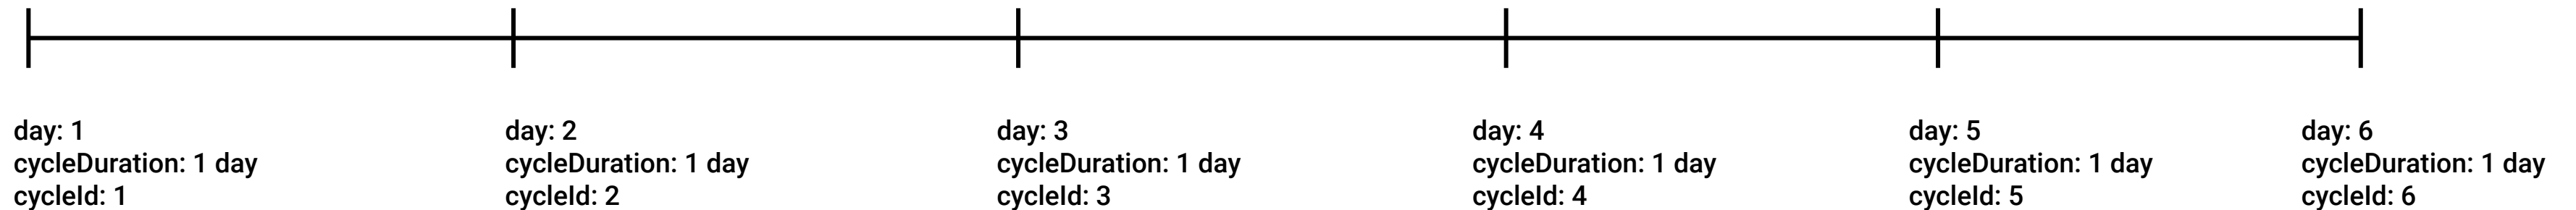 day: 1
cycleDuration: 1 day
cycleId: 1
day: 2
cycleDuration: 1 day
cycleId: 2
day: 3
cycleDuration: 1 day
cycleId: 3
day: 4
cycleDuration: 1 day
cycleId: 4
day: 5
cycleDuration: 1 day
cycleId: 5
day: 6
cycleDuration: 1 day
cycleId: 6